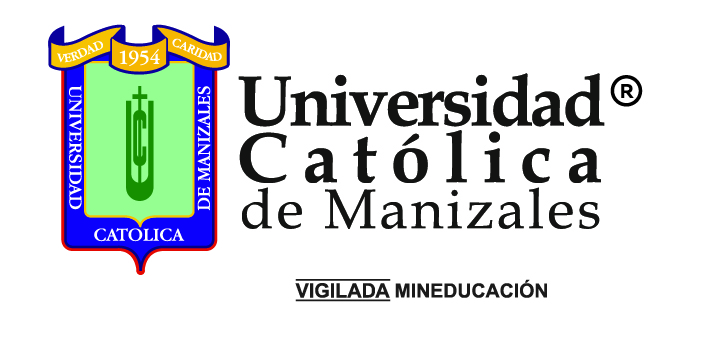 VERDAD
1954
CARIDAD
UNIVERSIDAD
CATOLICA
DE MANIZALES
Universidad®
Católica
de Manizales
VIGILADA MINEDUCACIÓN